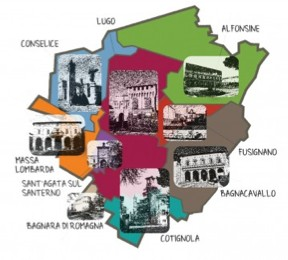 LUGO
ALFONSINE
CONSELICE
FUSIGNANO
MASSA
LOMBARDA
SANT'AGATA SUL
SANTERNO
BAGNACAVALLO
BAGNARA DI ROMAGNA
COTIGNOLA